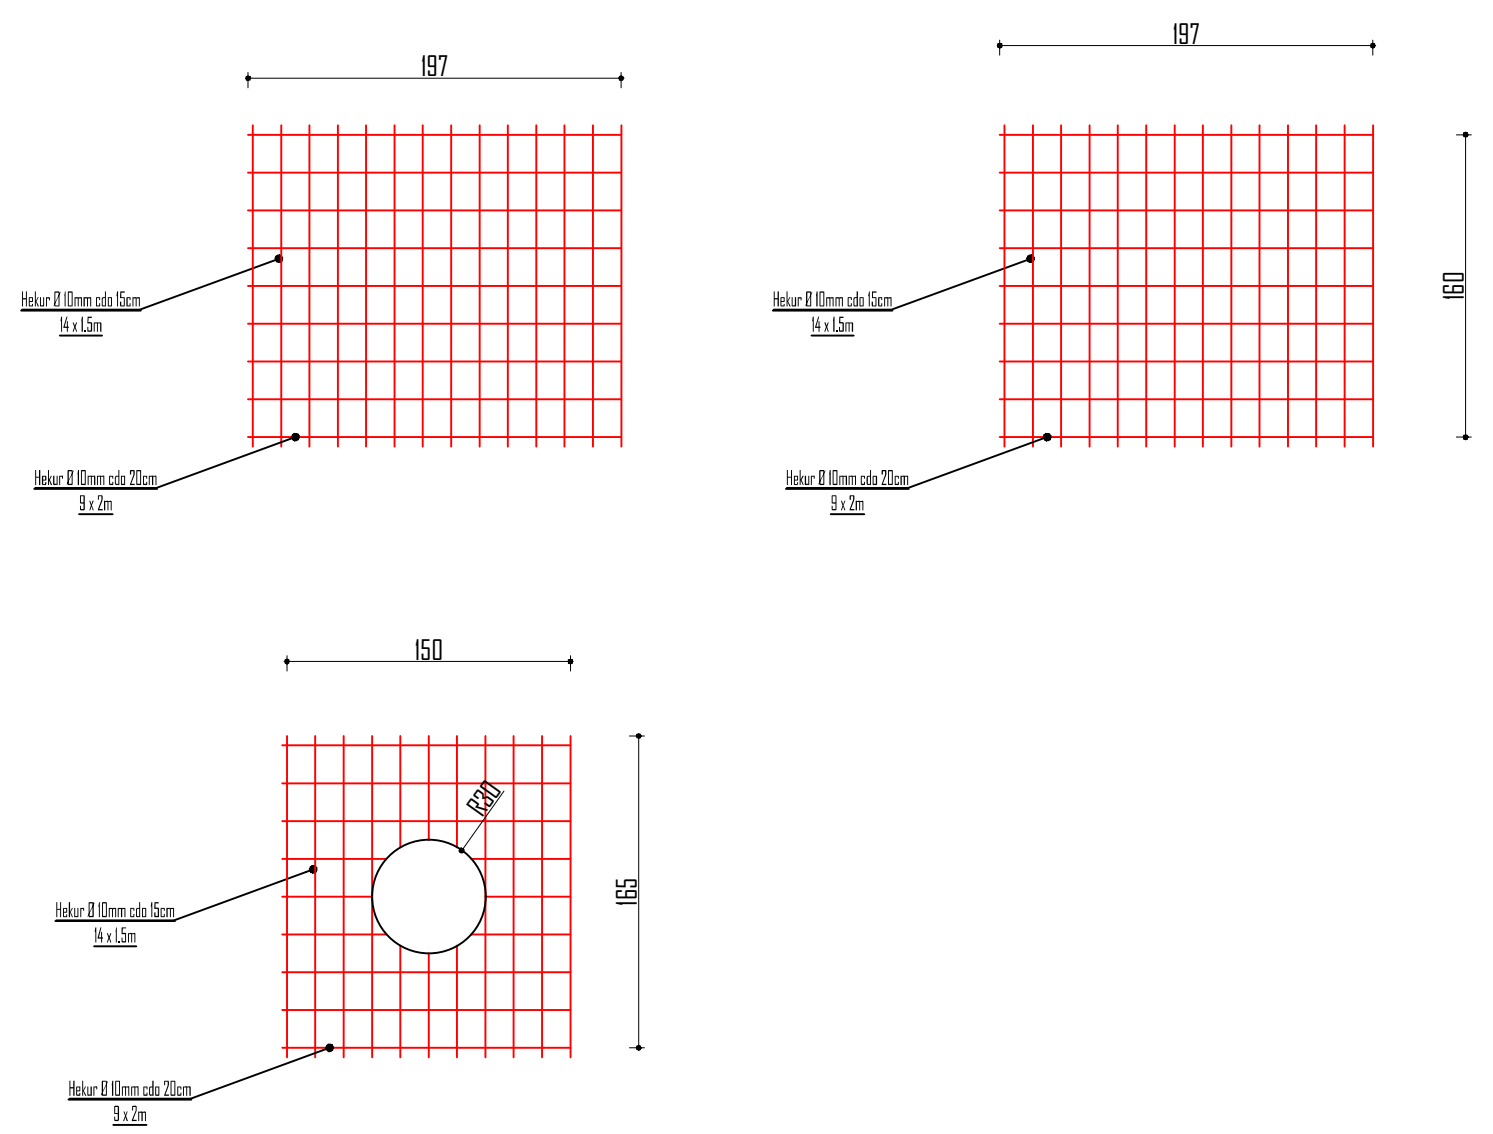 197
Hekur Ø 10mm cdo 15cm
14 x 1.5m
Hekur Ø 10mm cdo 20cm
9 x 2m
197
160
Hekur Ø 10mm cdo 15cm
14 x 1.5m
Hekur Ø 10mm cdo 20cm
9 x 2m
150
R30
165
Hekur Ø 10mm cdo 15cm
14 x 1.5m
Hekur Ø 10mm cdo 20cm
9 x 2m